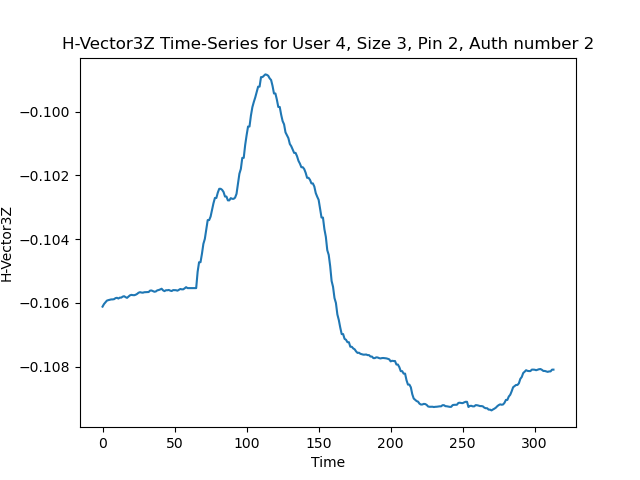 H-Vector3Z Time-Series for User 4, Size 3, Pin 2, Auth number 2
H-Vector3Z
−0.100
−0.102
−0.104
−0.106
−0.108
0 50 100 150 200 250 300
Time